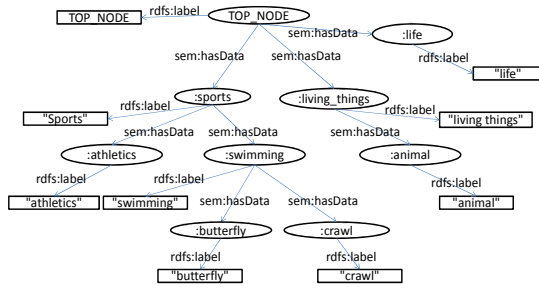 TOP_NODE
rdfs:label
TOP_NODE
sem:hasData
:life
sem:hasData
sem:hasData
rdfs:label
"life"
:sports
:living_things
rdfs:label
rdfs:label
"Sports"
"living things"
sem:hasData
sem:hasData
sem:hasData
:athletics
:swimming
:animal
rdfs:label
rdfs:label
rdfs:label
"athletics"
"swimming"
"animal"
sem:hasData
sem:hasData
:butterfly
:crawl
rdfs:label
rdfs:label
"butterfly"
"crawl"